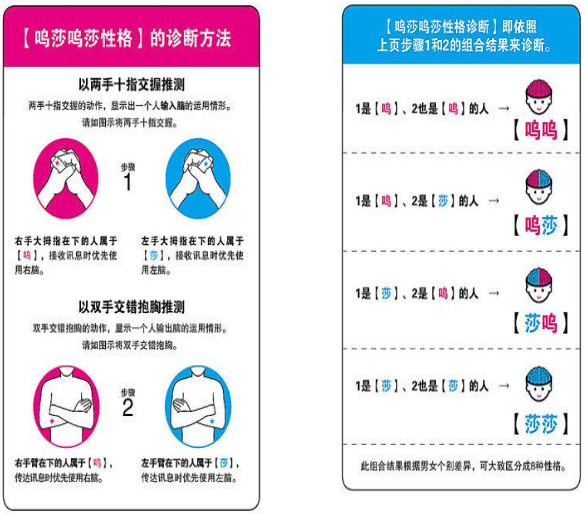 【呜莎呜莎性格】的诊断方法
以两手十指交握推测
两手十指交握的动作，显示出一个人输入脑的运用情形。
请如图示将两手十指交握。
步骤
1
右手大拇指在下的人属于
【呜】，接收讯息时优先使
用右脑。
左手大拇指在下的人属于
【莎】，接收讯息时优先使
用左脑。
以双手交错抱胸推测
双手交错抱胸的动作，显示一个人输出脑的运用情形。
请如图示将双手交错抱胸。
步骤
2
右手臂在下的人属于【呜】，
传达讯息时优先使用右脑。
左手臂在下的人属于【莎】，
传达讯息时优先使用左脑。
【呜莎呜莎性格诊断】即依照
上页步骤1和2的组合结果来诊断。
1是【呜】、2也是【呜】的人 →
【呜呜】
1是【呜】、2是【莎】的人 →
【呜莎】
1是【莎】、2是【呜】的人 →
【莎呜】
1是【莎】、2也是【莎】的人 →
【莎莎】
此组合结果根据男女个别差异，可大致区分成8种性格。